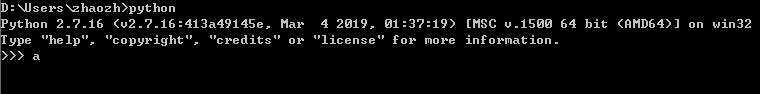 D:\Users\zhaozh>python
Python 2.7.16 (v2.7.16:413a49145e, Mar  4 2019, 01:37:19) [MSC v.1500 64 bit (AMD64)] on win32
Type "help", "copyright", "credits" or "license" for more information.
>>> a